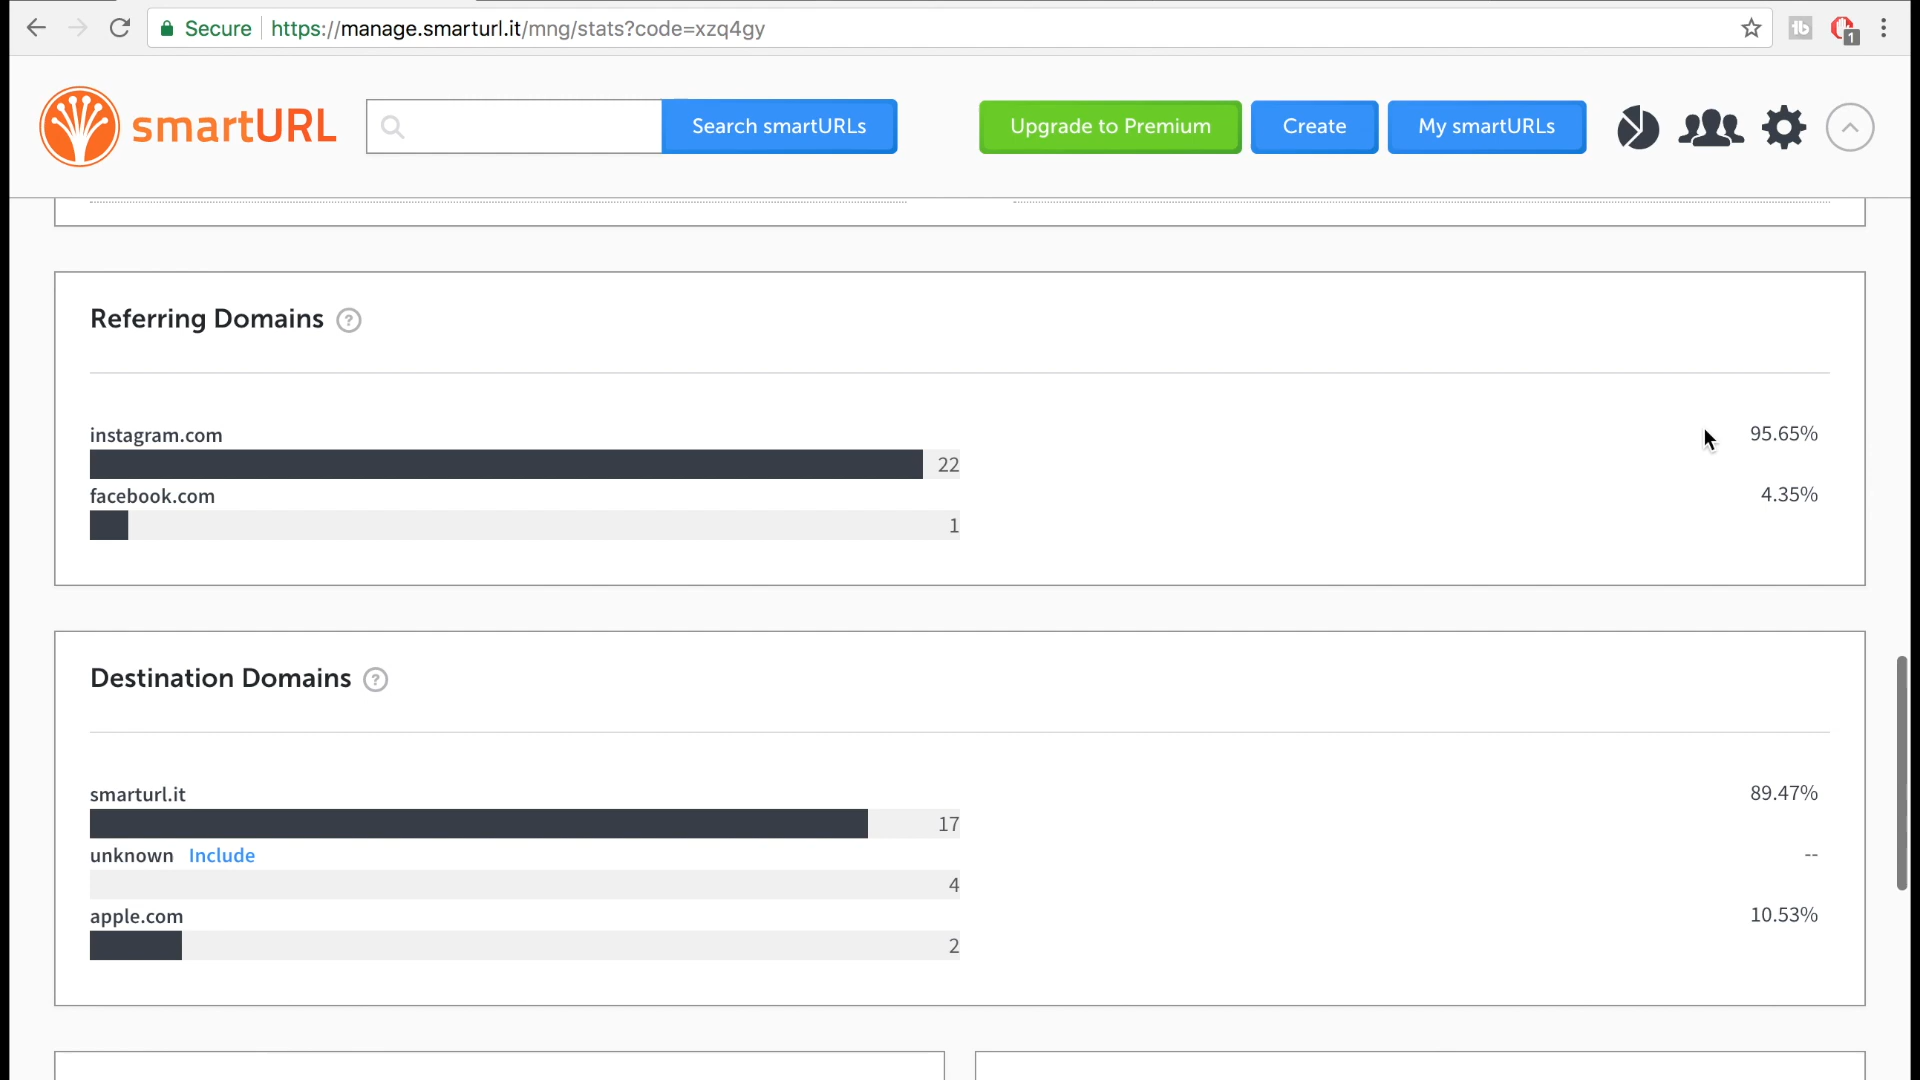 Secure https://manage.smarturl.it/mng/stats?code=xzq4gy
1
smartURL Search smartURLs Upgrade to Premium Create My smartURLs
Referring Domains ?
instagram.com 95.65%
22
facebook.com 4.35%
1
Destination Domains ?
smarturl.it 89.47%
17
unknown Include --
4
apple.com 10.53%
2